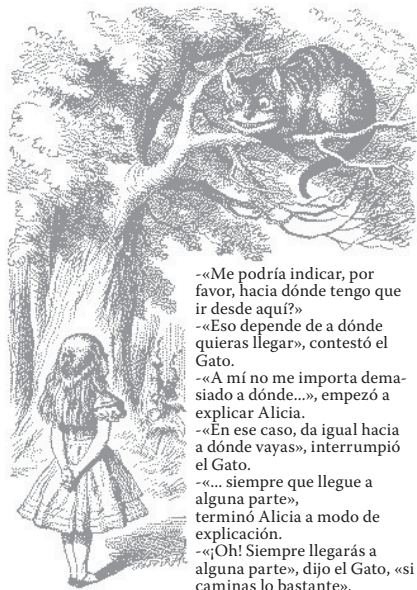 -«Me podría indicar, por
favor, hacia dónde tengo que
ir desde aquí?»
-«Eso depende de a dónde
quieras llegar», contestó el
Gato.
-«A mí no me importa dema-
siado a dónde...», empezó a
explicar Alicia.
-«En ese caso, da igual hacia
a dónde vayas», interrumpió
el Gato.
-«... siempre que llegue a
alguna parte»,
terminó Alicia a modo de
explicación.
-«¡Oh! Siempre llegarás a
alguna parte», dijo el Gato, «si
caminas lo bastante».